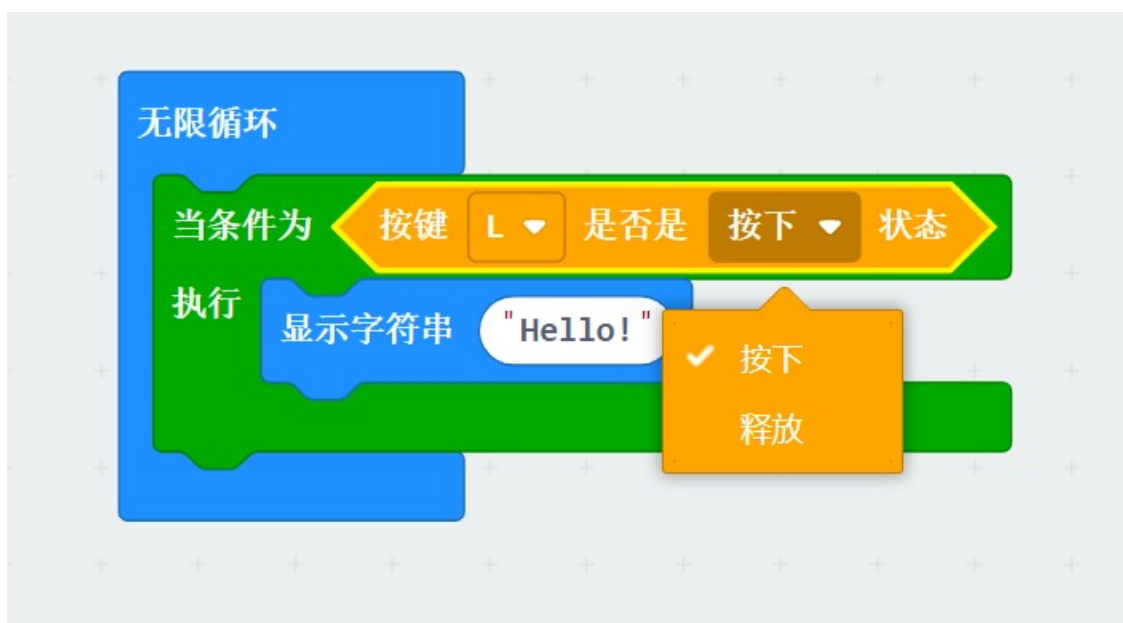 无限循环
当条件为 按键 L 是否是 按下 状态
执行
显示字符串 "Hello!"
按下
释放